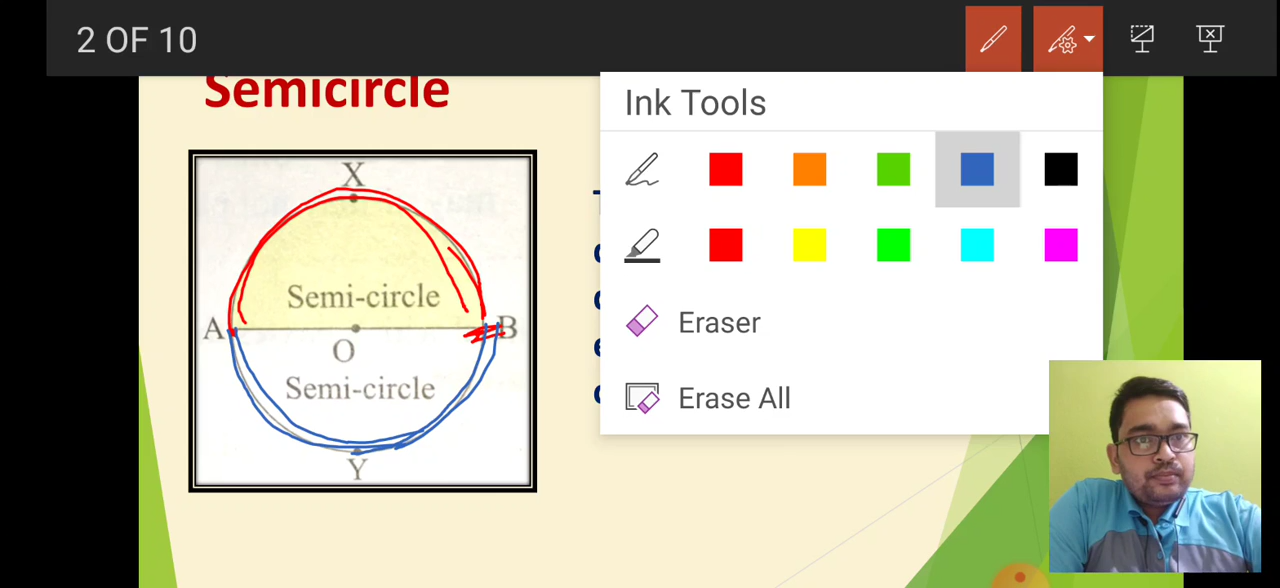 2 OF 10
Semicircle
Ink Tools
X
Semi-circle
A
B
O
Semi-circle
Y
Eraser
Erase All